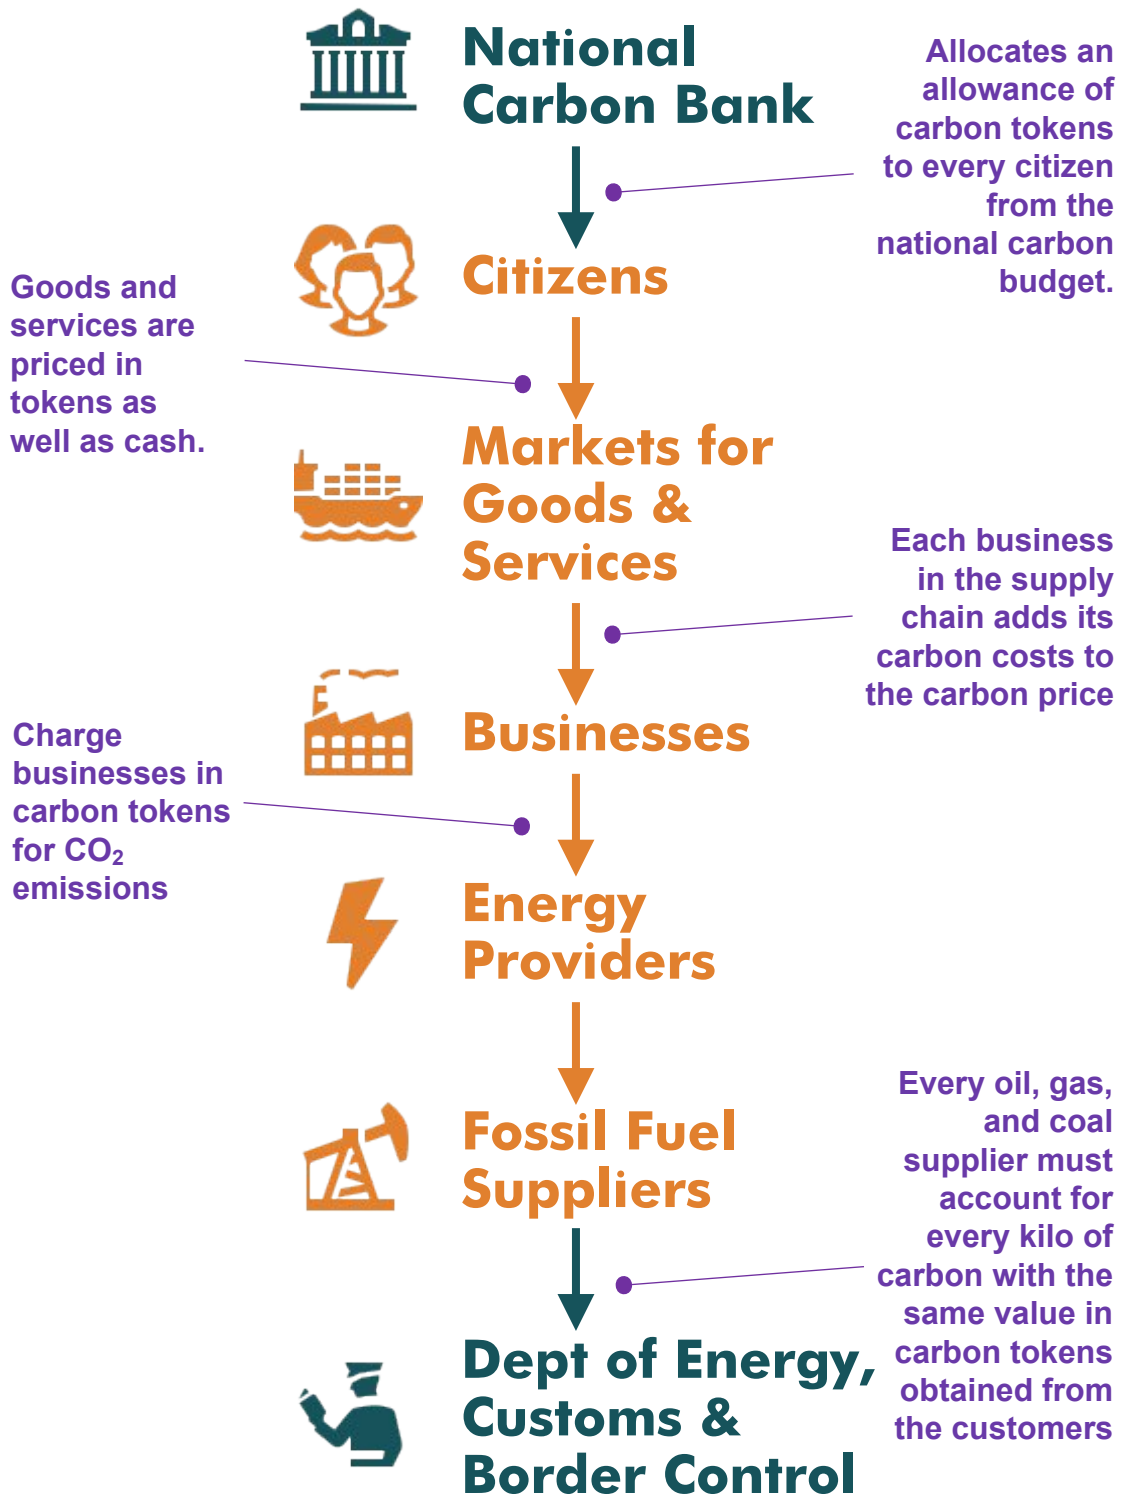 National
Carbon Bank
Allocates an
allowance of
carbon tokens
to every citizen
from the
national carbon
budget.
Citizens
Goods and
services are
priced in
tokens as
well as cash.
Markets for
Goods &
Services
Each business
in the supply
chain adds its
carbon costs to
the carbon price
Businesses
Charge
businesses in
carbon tokens
for CO₂
emissions
Energy
Providers
Fossil Fuel
Suppliers
Every oil, gas,
and coal
supplier must
account for
every kilo of
carbon with the
same value in
carbon tokens
obtained from
the customers
Dept of Energy,
Customs &
Border Control